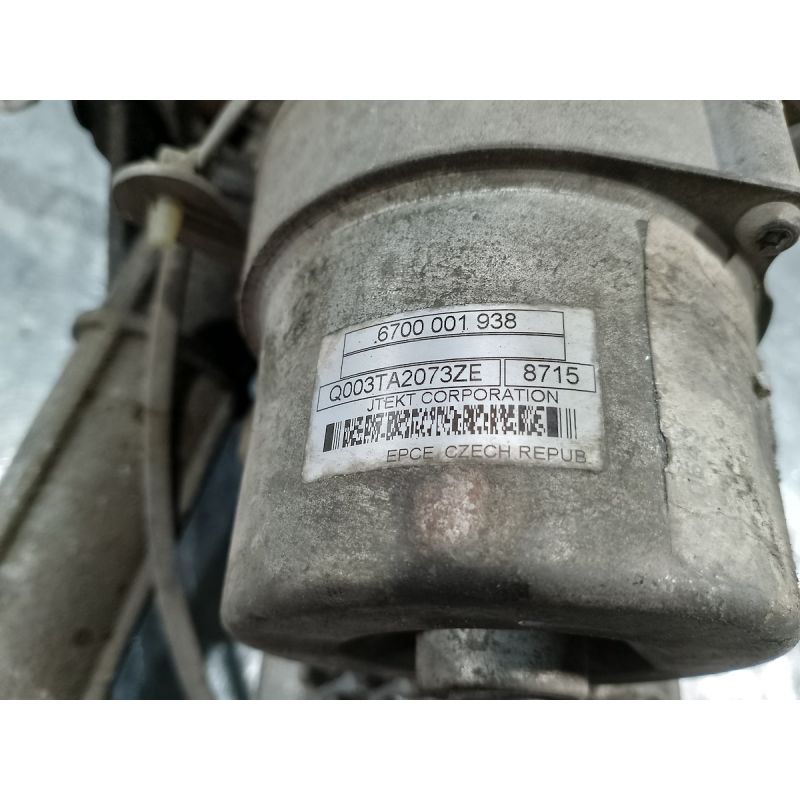 6700 001 938
Q003TA2073ZE 8715
JTEKT CORPORATION
EPCE CZECH REPUB.